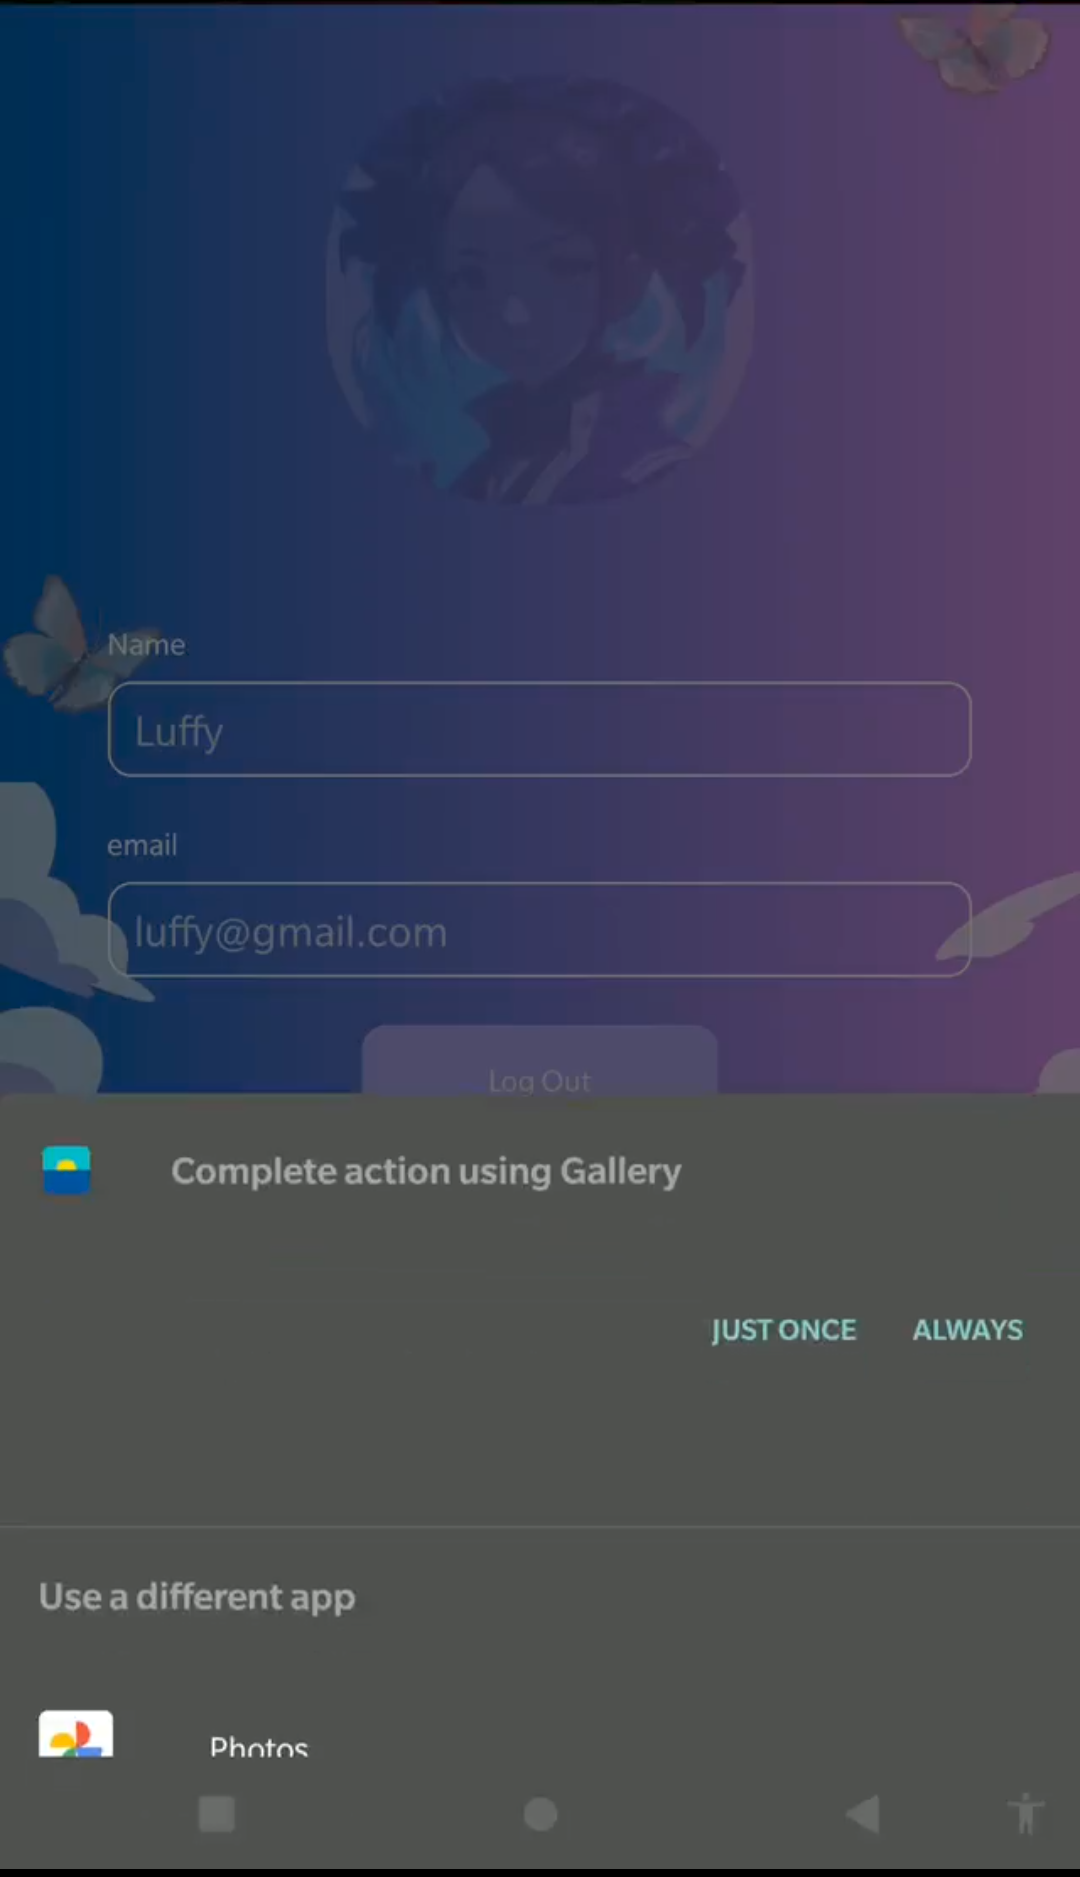 Name
Luffy
email
luffy@gmail.com
Log Out
Complete action using Gallery
JUST ONCE
ALWAYS
Use a different app
Photos